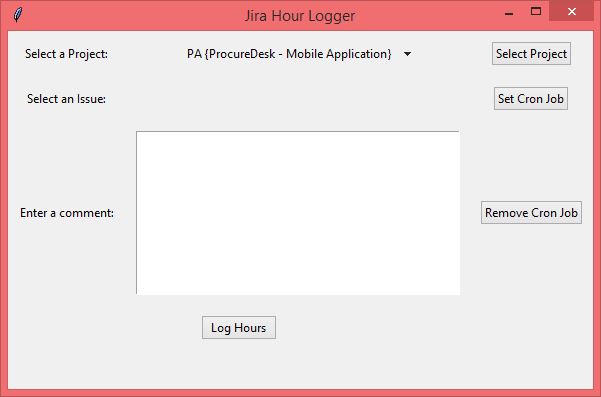 Jira Hour Logger
Select a Project: PA {ProcureDesk - Mobile Application} Select Project
Select an Issue: Set Cron Job
Enter a comment: Remove Cron Job
Log Hours